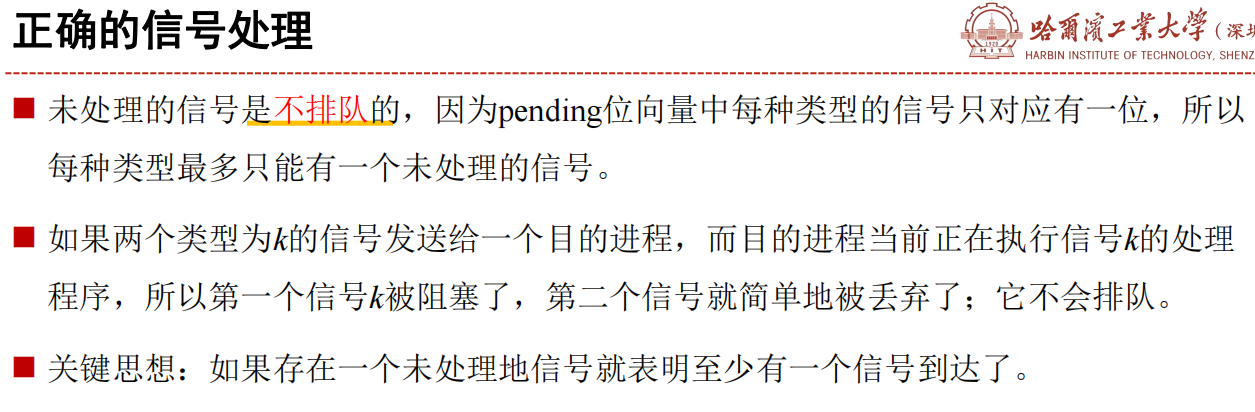 正确的信号处理
哈爾濱工業大學（深圳
HARBIN INSTITUTE OF TECHNOLOGY, SHENZ
1920
HIT
■ 未处理的信号是不排队的，因为pending位向量中每种类型的信号只对应有一位，所以
每种类型最多只能有一个未处理的信号。
■ 如果两个类型为k的信号发送给一个目的进程，而目的进程当前正在执行信号k的处理
程序，所以第一个信号k被阻塞了，第二个信号就简单地被丢弃了；它不会排队。
■ 关键思想：如果存在一个未处理地信号就表明至少有一个信号到达了。